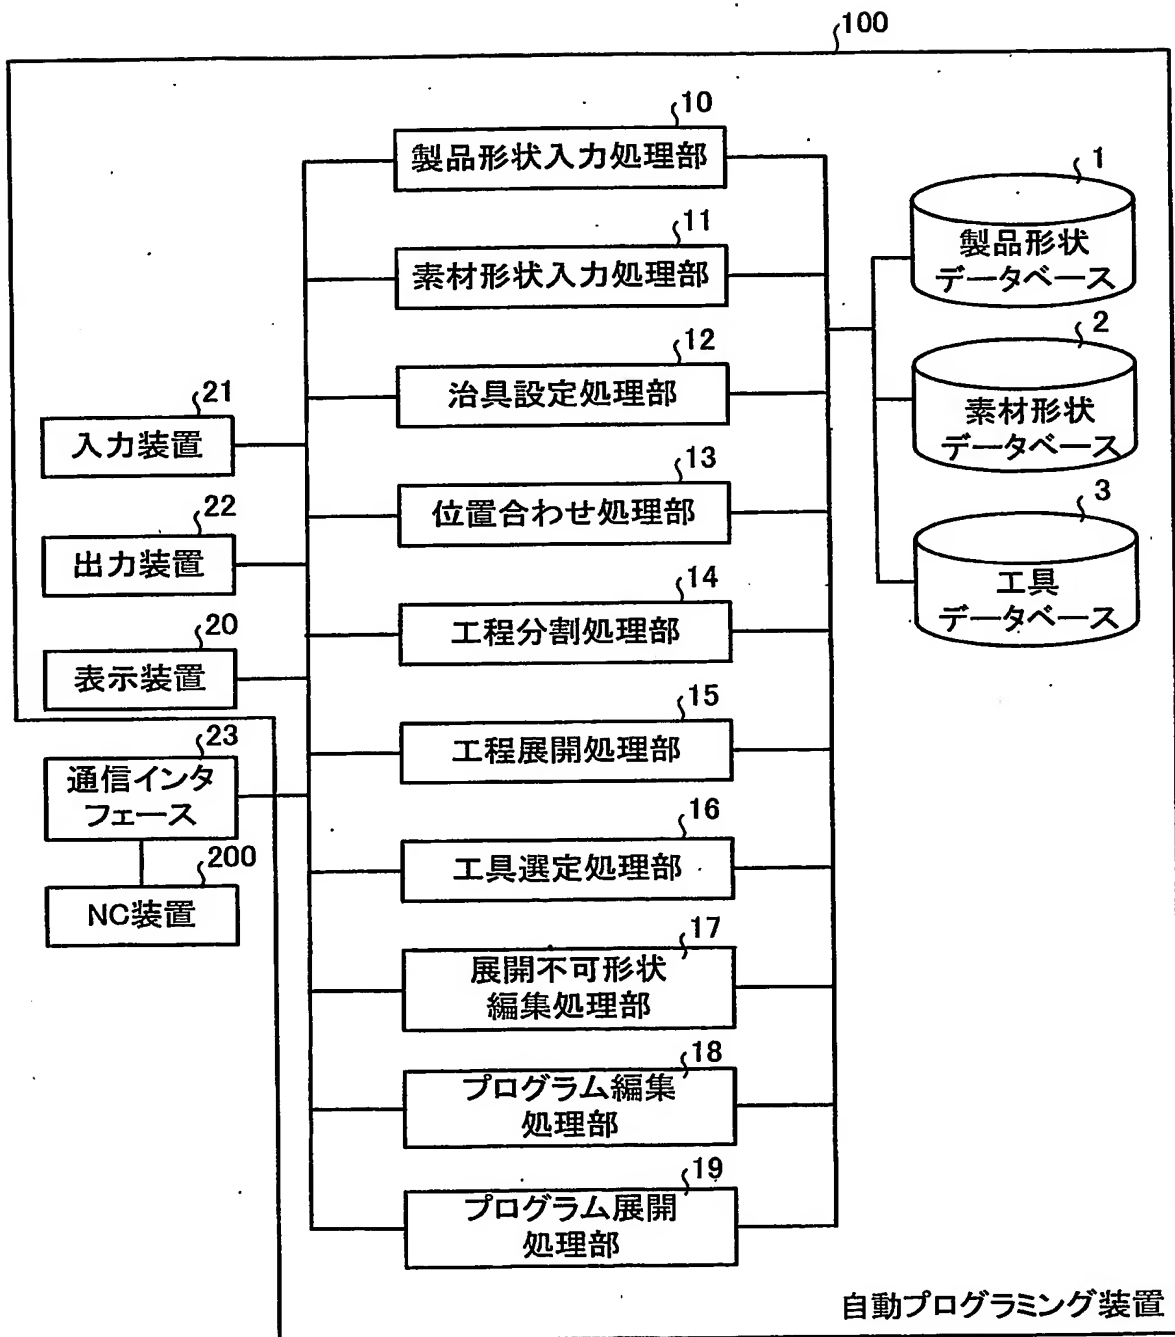 100
10
製品形状入力処理部
11
素材形状入力処理部
12
治具設定処理部
13
位置合わせ処理部
14
工程分割処理部
15
工程展開処理部
16
工具選定処理部
17
展開不可形状
編集処理部
18
プログラム編集
処理部
19
プログラム展開
処理部
21
入力装置
22
出力装置
20
表示装置
23
通信インタ
フェース
200
NC装置
1
製品形状
データベース
2
素材形状
データベース
3
工具
データベース
自動プログラミング装置